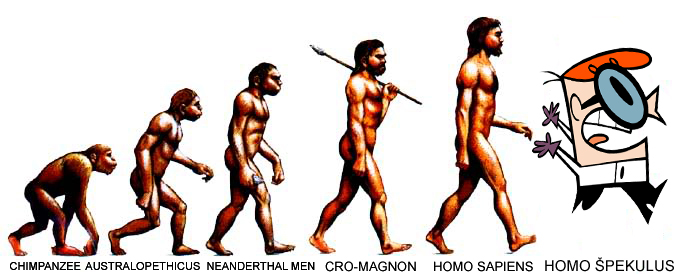 CHIMPANZEE AUSTRALOPETHICUS NEANDERTHAL MEN CRO-MAGNON HOMO SAPIENS HOMO ŠPEKULUS